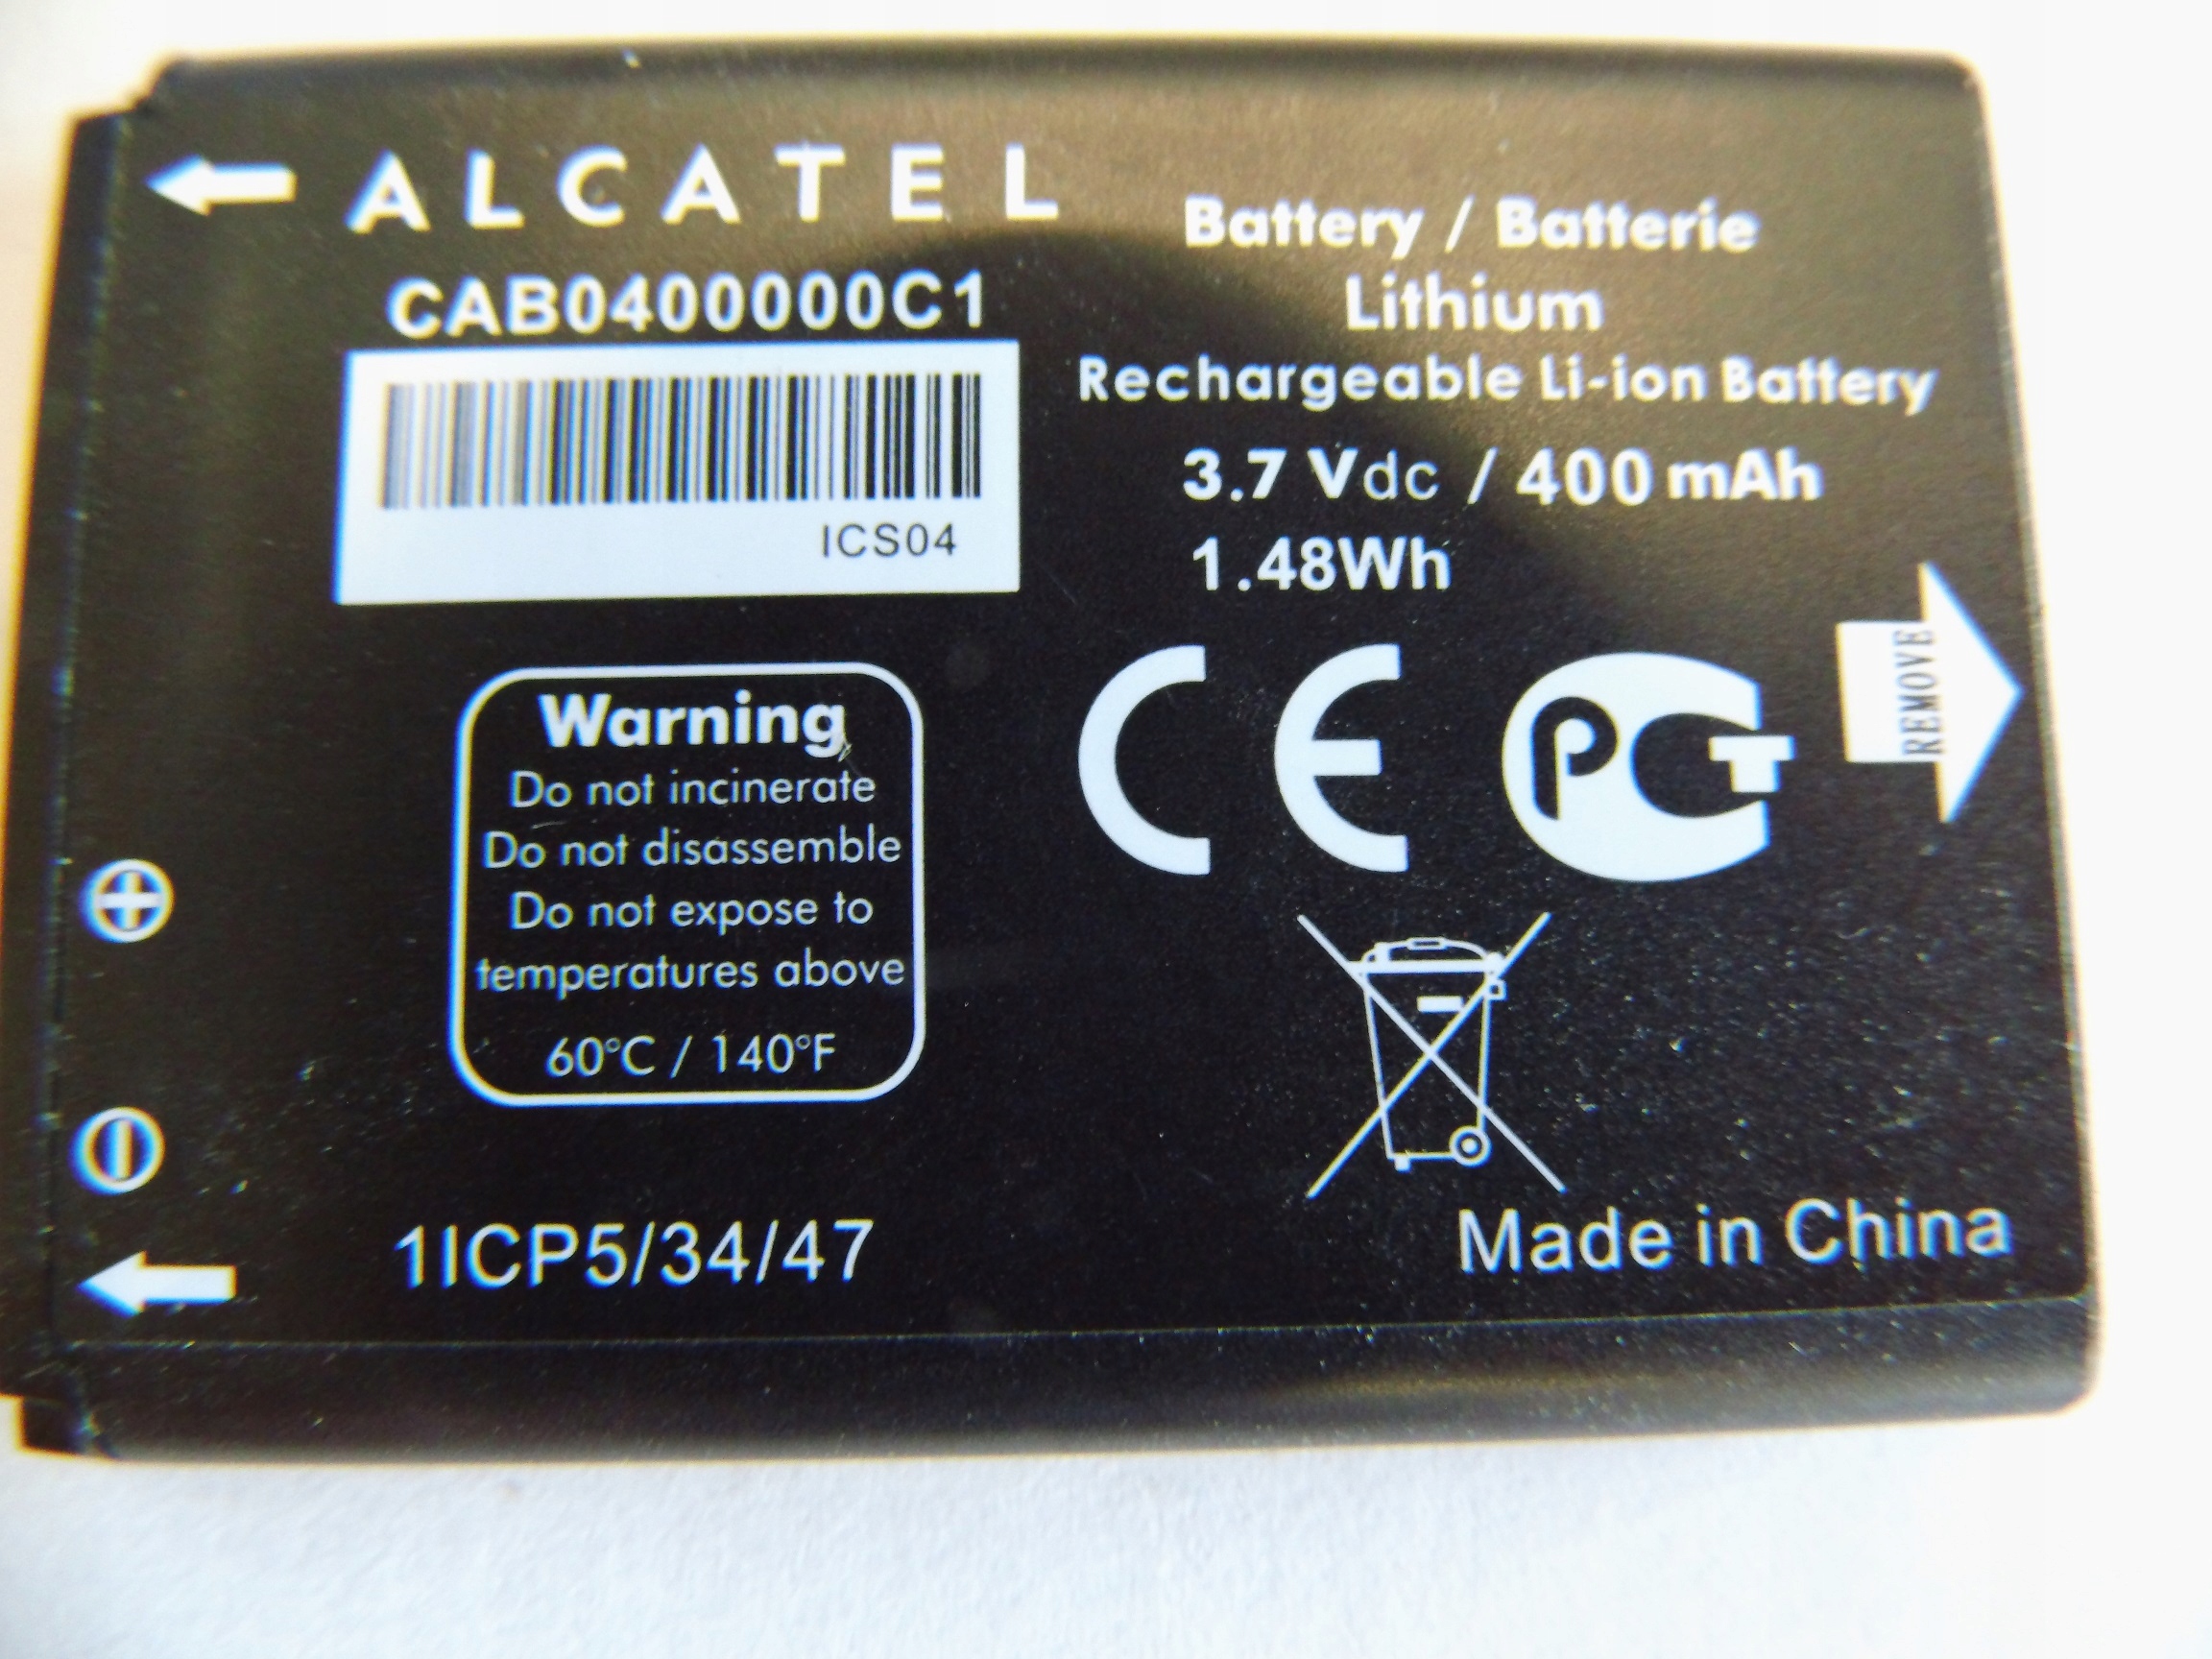 ALCATEL
CAB0400000C1
ICS04
Battery / Batterie
Lithium
Rechargeable Li-ion Battery
3.7 Vdc / 400 mAh
1.48Wh
Warning
Do not incinerate
Do not disassemble
Do not expose to
temperatures above
60°C / 140°F
CE
PCT
REMOVE
1ICP5/34/47
Made in China